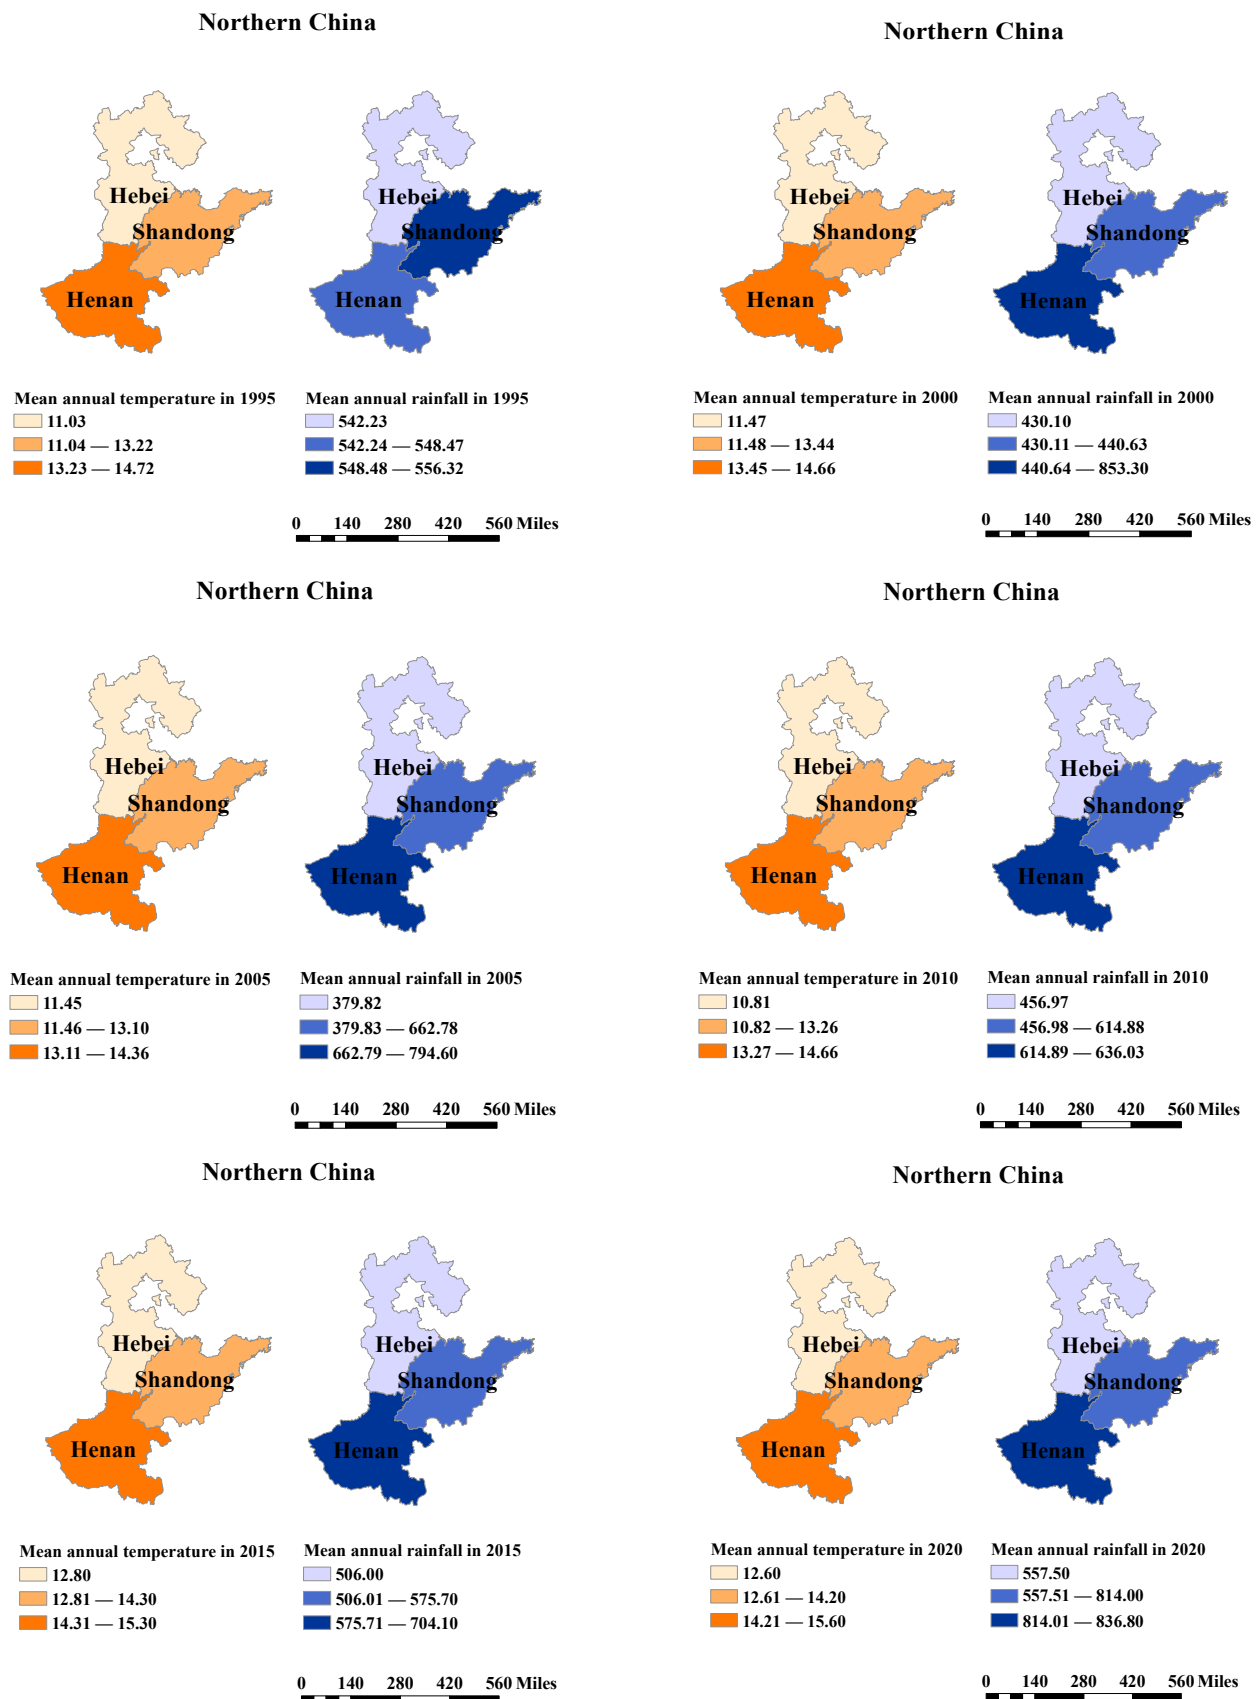 Northern China
Hebei
Shandong
Henan
Hebei
Shandong
Henan
Mean annual temperature in 1995
11.03
11.04 — 13.22
13.23 — 14.72
Mean annual rainfall in 1995
542.23
542.24 — 548.47
548.48 — 556.32
0 140 280 420 560 Miles
Northern China
Hebei
Shandong
Henan
Hebei
Shandong
Henan
Mean annual temperature in 2000
11.47
11.48 — 13.44
13.45 — 14.66
Mean annual rainfall in 2000
430.10
430.11 — 440.63
440.64 — 853.30
0 140 280 420 560 Miles
Northern China
Hebei
Shandong
Henan
Hebei
Shandong
Henan
Mean annual temperature in 2005
11.45
11.46 — 13.10
13.11 — 14.36
Mean annual rainfall in 2005
379.82
379.83 — 662.78
662.79 — 794.60
0 140 280 420 560 Miles
Northern China
Hebei
Shandong
Henan
Hebei
Shandong
Henan
Mean annual temperature in 2010
10.81
10.82 — 13.26
13.27 — 14.66
Mean annual rainfall in 2010
456.97
456.98 — 614.88
614.89 — 636.03
0 140 280 420 560 Miles
Northern China
Hebei
Shandong
Henan
Hebei
Shandong
Henan
Mean annual temperature in 2015
12.80
12.81 — 14.30
14.31 — 15.30
Mean annual rainfall in 2015
506.00
506.01 — 575.70
575.71 — 704.10
0 140 280 420 560 Miles
Northern China
Hebei
Shandong
Henan
Hebei
Shandong
Henan
Mean annual temperature in 2020
12.60
12.61 — 14.20
14.21 — 15.60
Mean annual rainfall in 2020
557.50
557.51 — 814.00
814.01 — 836.80
0 140 280 420 560 Miles